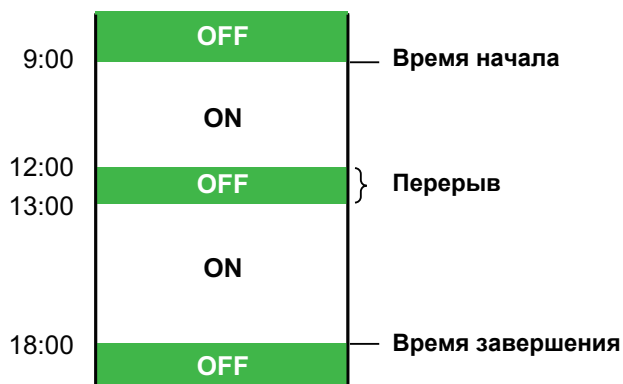 OFF
9:00
Время начала
ON
12:00
OFF
Перерыв
13:00
ON
18:00
Время завершения
OFF